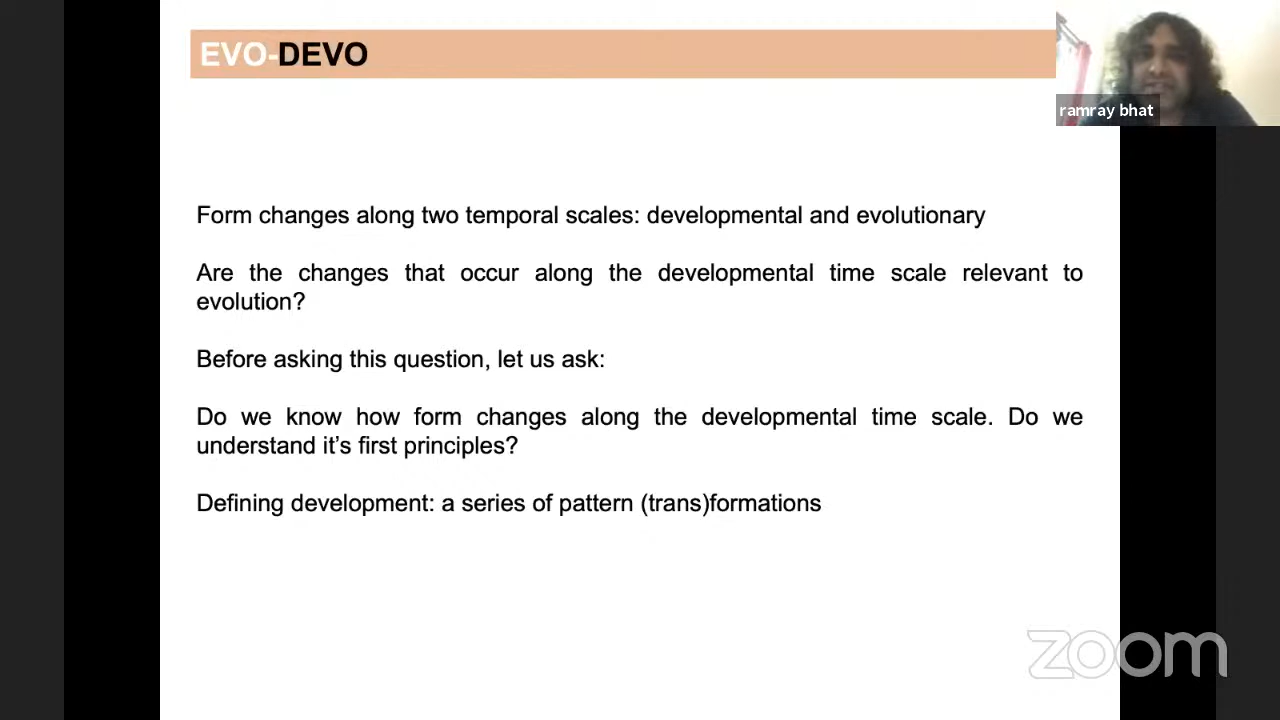 EVO-DEVO
ramray bhat
Form changes along two temporal scales: developmental and evolutionary
Are the changes that occur along the developmental time scale relevant to
evolution?
Before asking this question, let us ask:
Do we know how form changes along the developmental time scale. Do we
understand it’s first principles?
Defining development: a series of pattern (trans)formations
zoom